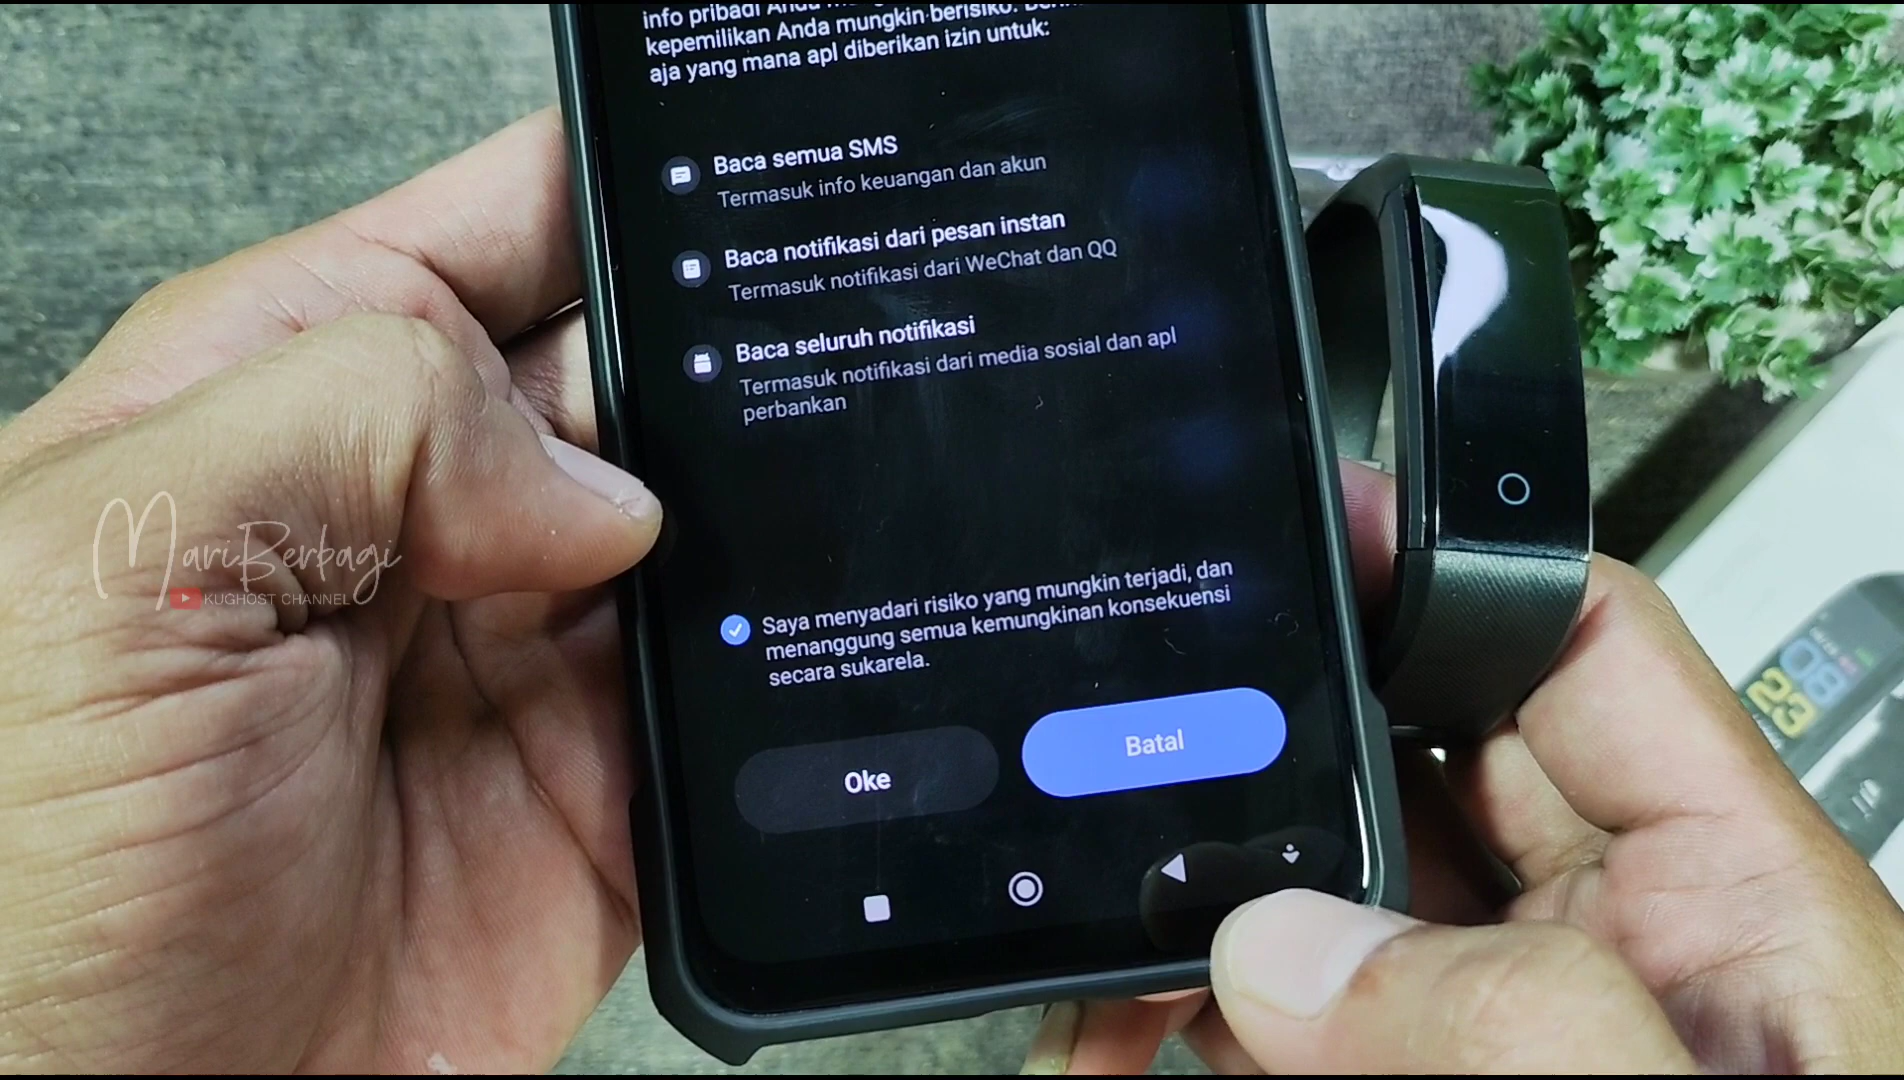 info pribadi Anda
kepemilikan Anda mungkin berisiko.
aja yang mana apl diberikan izin untuk:
Baca semua SMS
Termasuk info keuangan dan akun
Baca notifikasi dari pesan instan
Termasuk notifikasi dari WeChat dan QQ
Baca seluruh notifikasi
Termasuk notifikasi dari media sosial dan apl
perbankan
Saya menyadari risiko yang mungkin terjadi, dan
menanggung semua kemungkinan konsekuensi
secara sukarela.
Oke
Batal
MariBerbagi
KUGHOST CHANNEL
08
23